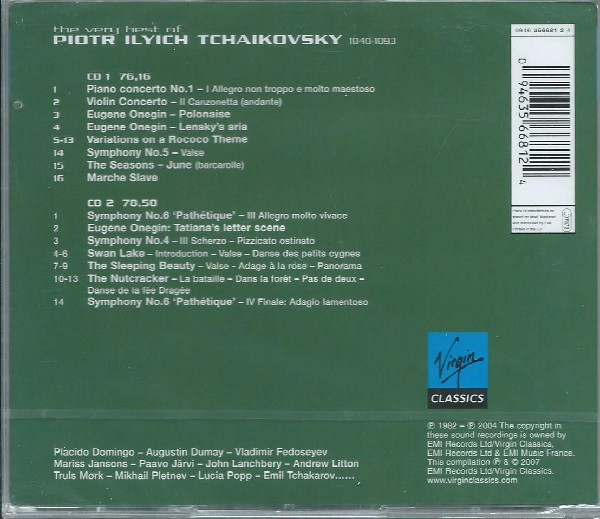 the very best of
PIOTR ILYICH TCHAIKOVSKY 1840-1893
CD 1 76,16
1 Piano concerto No.1 – I Allegro non troppo e molto maestoso
2 Violin Concerto – II Canzonetta (andante)
3 Eugene Onegin – Polonaise
4 Eugene Onegin – Lensky's aria
5-13 Variations on a Rococo Theme
14 Symphony No.5 – Valse
15 The Seasons – June (barcarolle)
16 Marche Slave
CD 2 78,50
1 Symphony No.6 'Pathétique' – III Allegro molto vivace
2 Eugene Onegin: Tatiana's letter scene
3 Symphony No.4 – III Scherzo - Pizzicato ostinato
4-6 Swan Lake – Introduction - Valse - Danse des petits cygnes
7-9 The Sleeping Beauty – Valse - Adage à la rose – Panorama
10-13 The Nutcracker – La bataille – Dans la forêt – Pas de deux –
Danse de la fée Dragée
14 Symphony No.6 'Pathétique' – IV Finale: Adagio lamentoso
0 94635 66812 4
Virgin
CLASSICS
℗ 1982 – ℗ 2004 The copyright in
these sound recordings is owned by
EMI Records Ltd/Virgin Classics,
EMI Records Ltd & EMI Music France.
This compilation ℗ & © 2007
EMI Records Ltd/Virgin Classics.
www.virginclassics.com
Plácido Domingo – Augustin Dumay – Vladimir Fedoseyev
Mariss Jansons – Paavo Järvi – John Lanchbery – Andrew Litton
Truls Mork – Mikhail Pletnev – Lucia Popp – Emil Tchakarov......